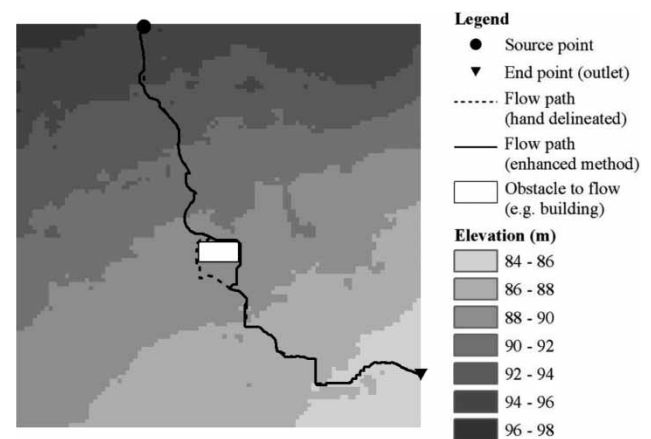 Legend
Source point
End point (outlet)
Flow path
(hand delineated)
Flow path
(enhanced method)
Obstacle to flow
(e.g. building)
Elevation (m)
84 - 86
86 - 88
88 - 90
90 - 92
92 - 94
94 - 96
96 - 98